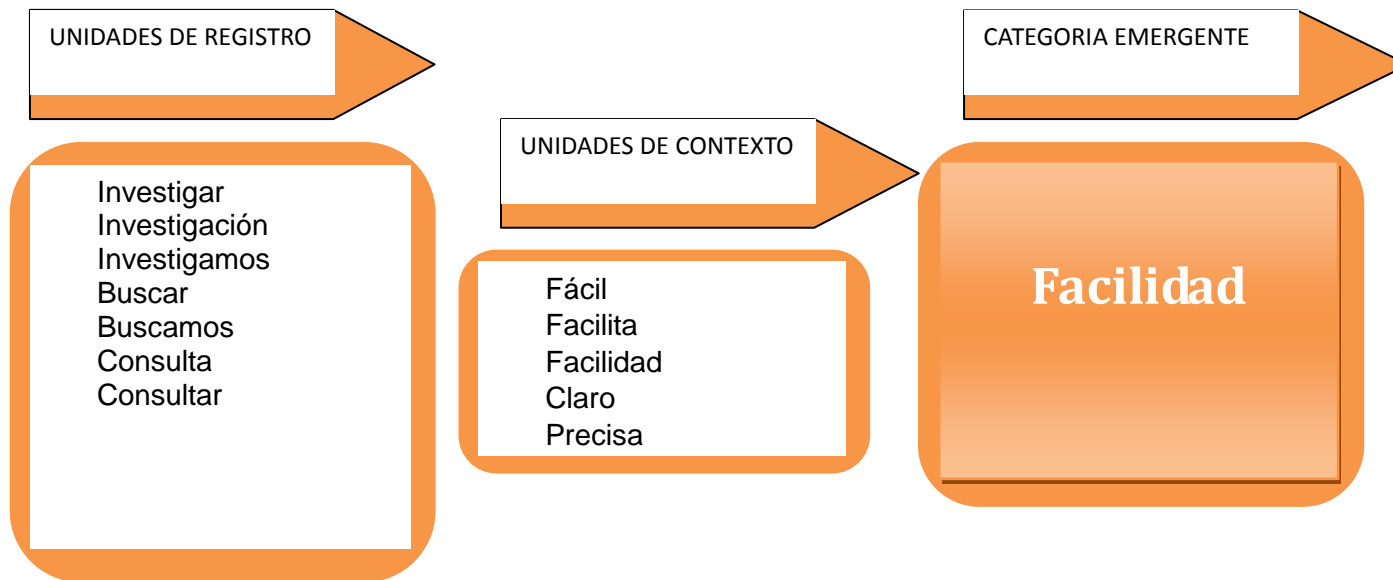 UNIDADES DE REGISTRO
Investigar
Investigación
Investigamos
Buscar
Buscamos
Consulta
Consultar
UNIDADES DE CONTEXTO
Fácil
Facilita
Facilidad
Claro
Precisa
CATEGORIA EMERGENTE
Facilidad